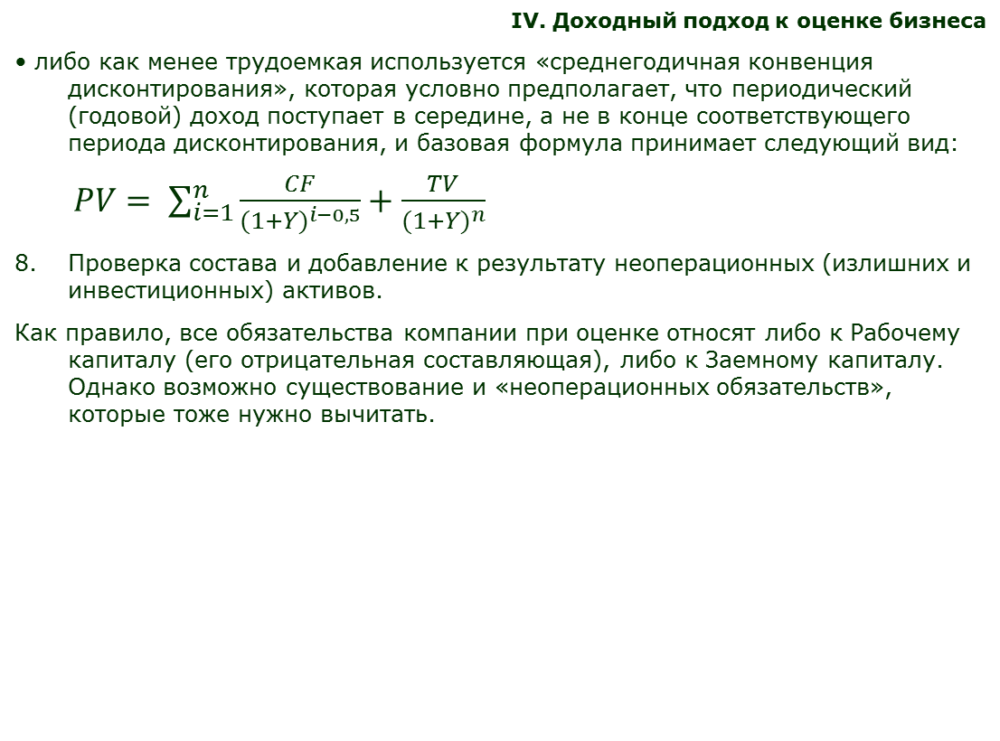 IV. Доходный подход к оценке бизнеса
• либо как менее трудоемкая используется «среднегодичная конвенция
дисконтирования», которая условно предполагает, что периодический
(годовой) доход поступает в середине, а не в конце соответствующего
периода дисконтирования, и базовая формула принимает следующий вид:
PV = ∑_{i=1}^{n} CF/(1+Y)^{i−0,5} + TV/(1+Y)^{n}
8. Проверка состава и добавление к результату неоперационных (излишних и
инвестиционных) активов.
Как правило, все обязательства компании при оценке относят либо к Рабочему
капиталу (его отрицательная составляющая), либо к Заемному капиталу.
Однако возможно существование и «неоперационных обязательств»,
которые тоже нужно вычитать.